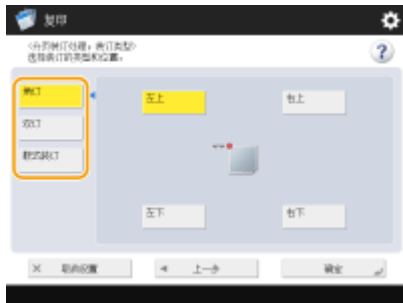 复印
<分页装订处理：装订类型>
选择装订的类型和位置。
?
角订
左上
右上
双订
骑马装订
左下
右下
× 取消设置
上一步
确定